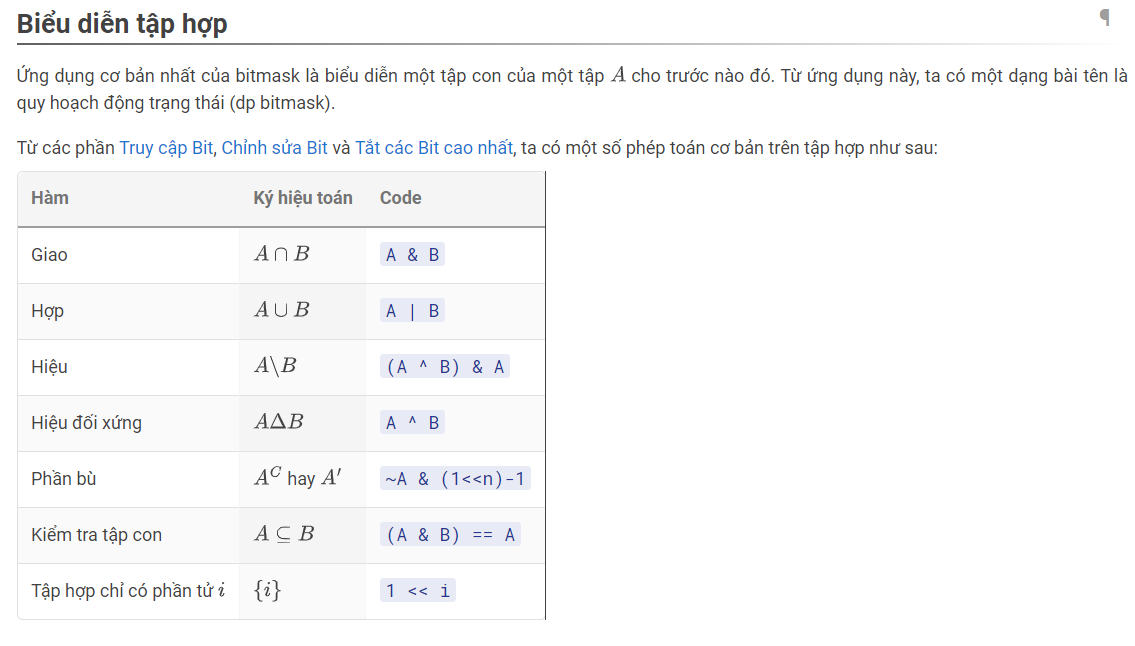 Biểu diễn tập hợp ¶
Ứng dụng cơ bản nhất của bitmask là biểu diễn một tập con của một tập A cho trước nào đó. Từ ứng dụng này, ta có một dạng bài tên là
quy hoạch động trạng thái (dp bitmask).
Từ các phần Truy cập Bit, Chỉnh sửa Bit và Tắt các Bit cao nhất, ta có một số phép toán cơ bản trên tập hợp như sau:
Hàm Ký hiệu toán Code
Giao A ∩ B A & B
Hợp A ∪ B A | B
Hiệu A\B (A ^ B) & A
Hiệu đối xứng AΔB A ^ B
Phần bù A^C hay A′ ~A & (1<<n)-1
Kiểm tra tập con A ⊆ B (A & B) == A
Tập hợp chỉ có phần tử i {i} 1 << i